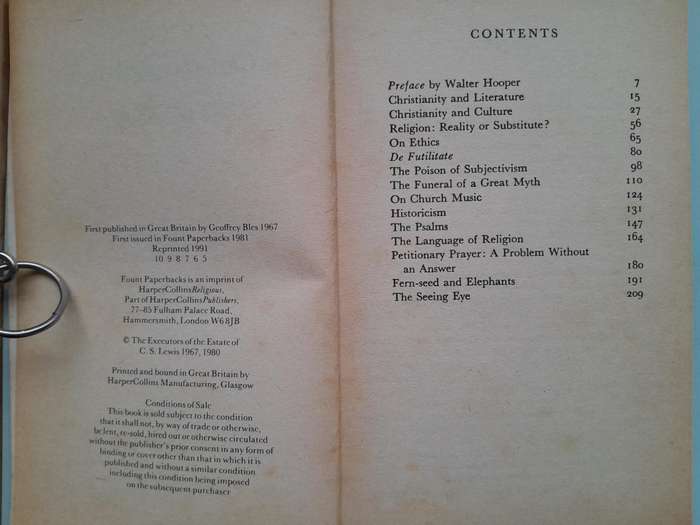 First published in Great Britain by Geoffrey Bles 1967
First issued in Fount Paperbacks 1981
Reprinted 1991
10 9 8 7 6 5
Fount Paperbacks is an imprint of
HarperCollinsReligious,
Part of HarperCollinsPublishers,
77–85 Fulham Palace Road,
Hammersmith, London W6 8JB
© The Executors of the Estate of
C. S. Lewis 1967, 1980
Printed and bound in Great Britain by
HarperCollins Manufacturing, Glasgow
Conditions of Sale
This book is sold subject to the condition
that it shall not, by way of trade or otherwise,
be lent, re-sold, hired out or otherwise circulated
without the publisher's prior consent in any form of
binding or cover other than that in which it is
published and without a similar condition
including this condition being imposed
on the subsequent purchaser
CONTENTS
Preface by Walter Hooper 7
Christianity and Literature 15
Christianity and Culture 27
Religion: Reality or Substitute? 56
On Ethics 65
De Futilitate 80
The Poison of Subjectivism 98
The Funeral of a Great Myth 110
On Church Music 124
Historicism 131
The Psalms 147
The Language of Religion 164
Petitionary Prayer: A Problem Without
an Answer 180
Fern-seed and Elephants 191
The Seeing Eye 209